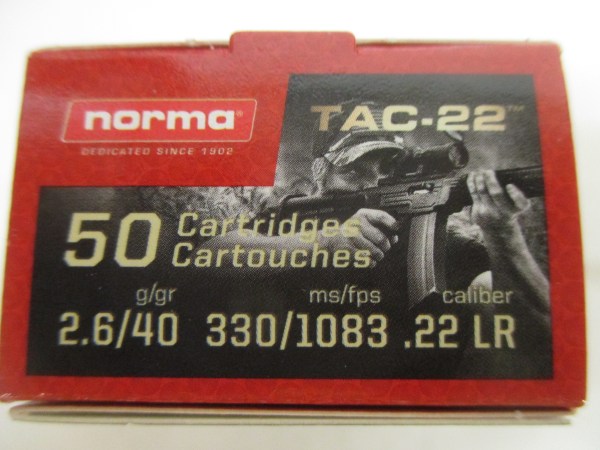 norma®
DEDICATED SINCE 1902
TAC-22™
50 Cartridges
Cartouches
g/gr ms/fps caliber
2.6/40 330/1083 .22 LR